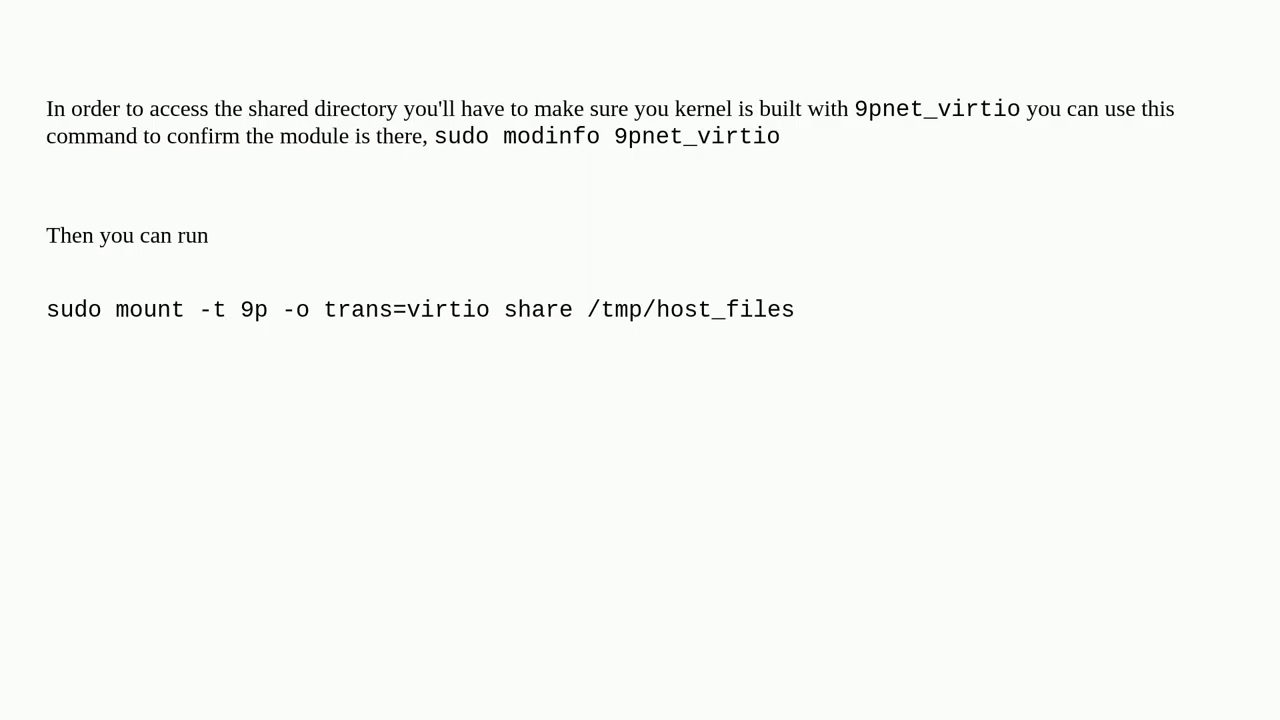 In order to access the shared directory you'll have to make sure you kernel is built with 9pnet_virtio you can use this
command to confirm the module is there, sudo modinfo 9pnet_virtio
Then you can run
sudo mount -t 9p -o trans=virtio share /tmp/host_files